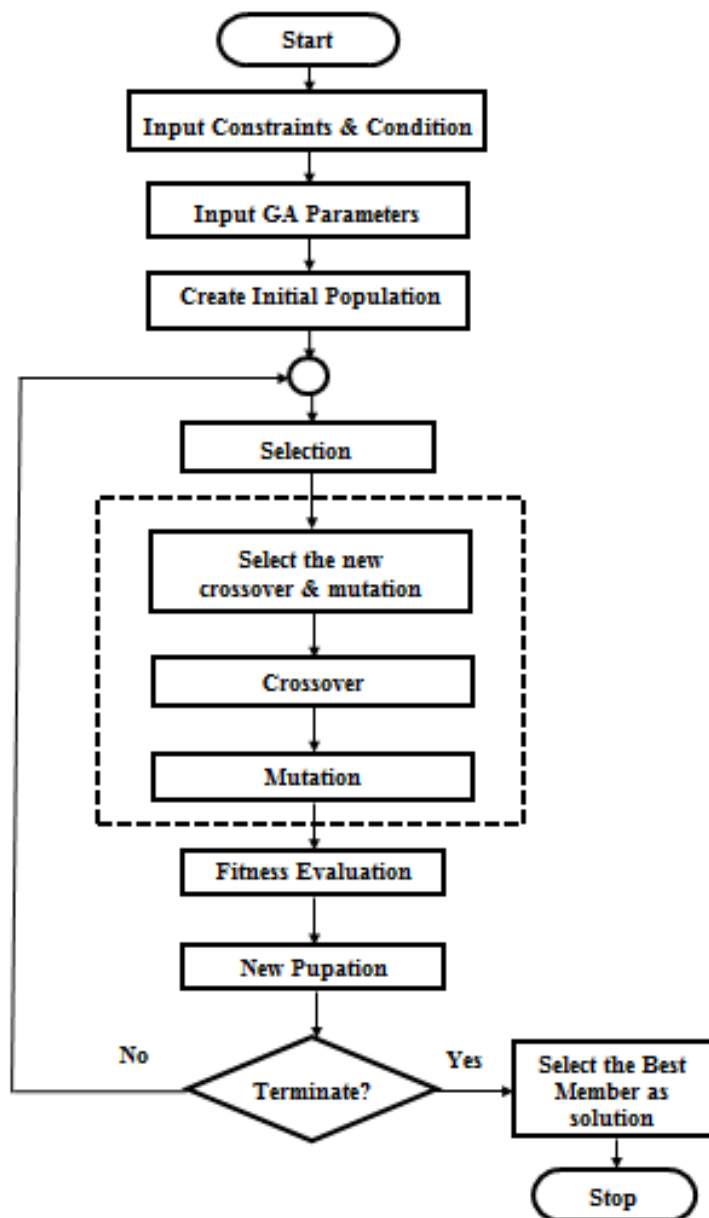 Start
Input Constraints & Condition
Input GA Parameters
Create Initial Population
Selection
Select the new
crossover & mutation
Crossover
Mutation
Fitness Evaluation
New Pupation
No
Terminate?
Yes
Select the Best
Member as
solution
Stop